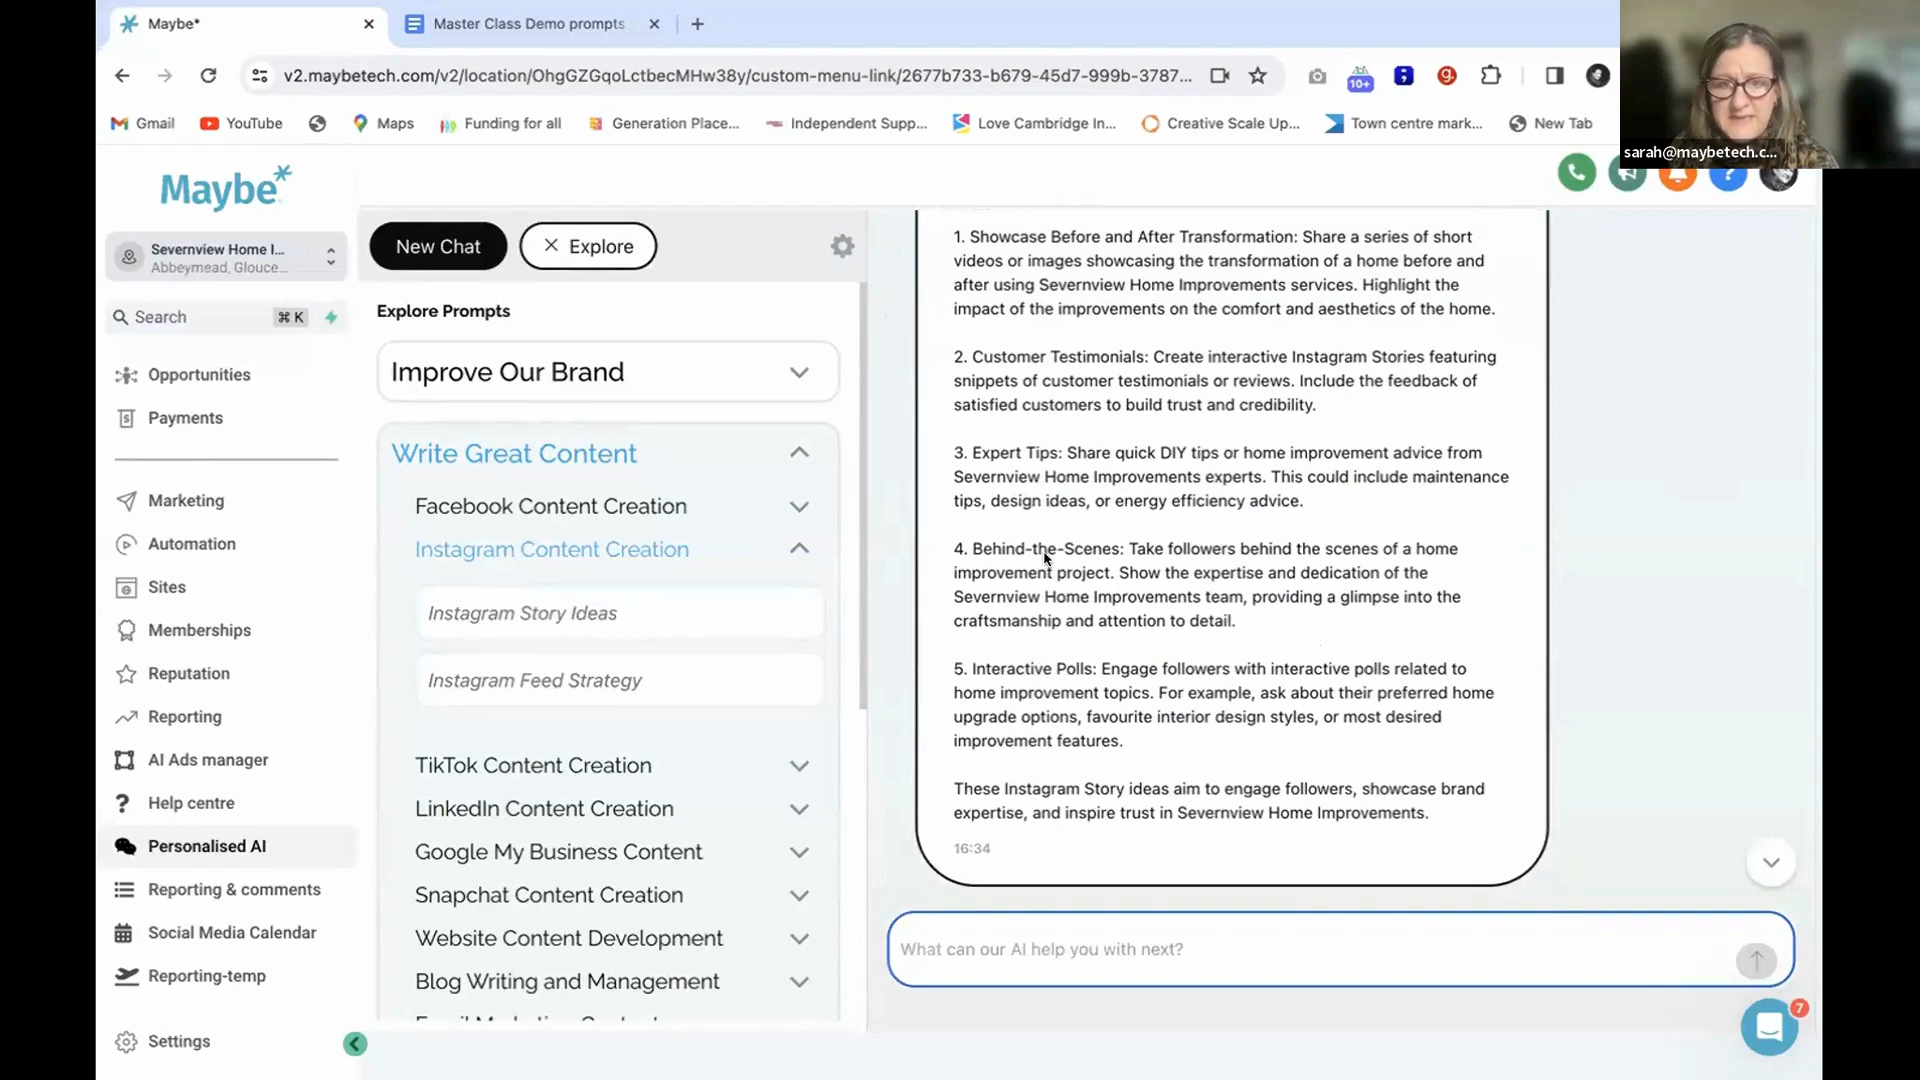 Maybe*
Master Class Demo prompts
v2.maybetech.com/v2/location/OhgGZGqoLctbecMHw38y/custom-menu-link/2677b733-b679-45d7-999b-3787...
10+
Gmail
YouTube
Maps
Funding for all
Generation Place...
Independent Supp...
Love Cambridge In...
Creative Scale Up...
Town centre mark...
New Tab
sarah@maybetech.c...
Maybe*
Severnview Home I...
Abbeymead, Glouce...
Search
⌘ K
Opportunities
Payments
Marketing
Automation
Sites
Memberships
Reputation
Reporting
AI Ads manager
Help centre
Personalised AI
Reporting & comments
Social Media Calendar
Reporting-temp
Settings
New Chat
Explore
Explore Prompts
Improve Our Brand
Write Great Content
Facebook Content Creation
Instagram Content Creation
Instagram Story Ideas
Instagram Feed Strategy
TikTok Content Creation
LinkedIn Content Creation
Google My Business Content
Snapchat Content Creation
Website Content Development
Blog Writing and Management
1. Showcase Before and After Transformation: Share a series of short
videos or images showcasing the transformation of a home before and
after using Severnview Home Improvements services. Highlight the
impact of the improvements on the comfort and aesthetics of the home.
2. Customer Testimonials: Create interactive Instagram Stories featuring
snippets of customer testimonials or reviews. Include the feedback of
satisfied customers to build trust and credibility.
3. Expert Tips: Share quick DIY tips or home improvement advice from
Severnview Home Improvements experts. This could include maintenance
tips, design ideas, or energy efficiency advice.
4. Behind-the-Scenes: Take followers behind the scenes of a home
improvement project. Show the expertise and dedication of the
Severnview Home Improvements team, providing a glimpse into the
craftsmanship and attention to detail.
5. Interactive Polls: Engage followers with interactive polls related to
home improvement topics. For example, ask about their preferred home
upgrade options, favourite interior design styles, or most desired
improvement features.
These Instagram Story ideas aim to engage followers, showcase brand
expertise, and inspire trust in Severnview Home Improvements.
16:34
What can our AI help you with next?
7